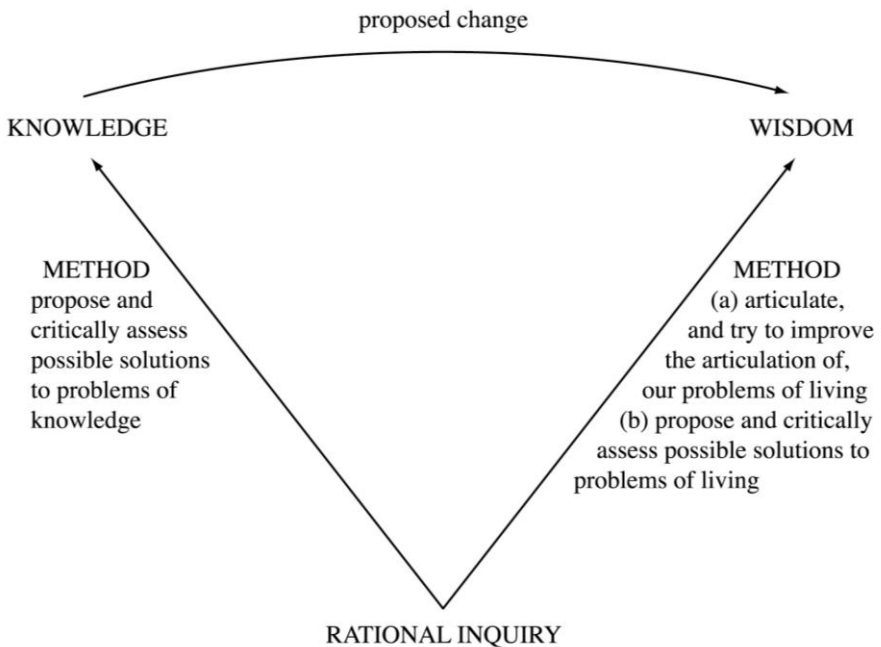 proposed change
KNOWLEDGE
WISDOM
METHOD
propose and
critically assess
possible solutions
to problems of
knowledge
METHOD
(a) articulate,
and try to improve
the articulation of,
our problems of living
(b) propose and critically
assess possible solutions to
problems of living
RATIONAL INQUIRY